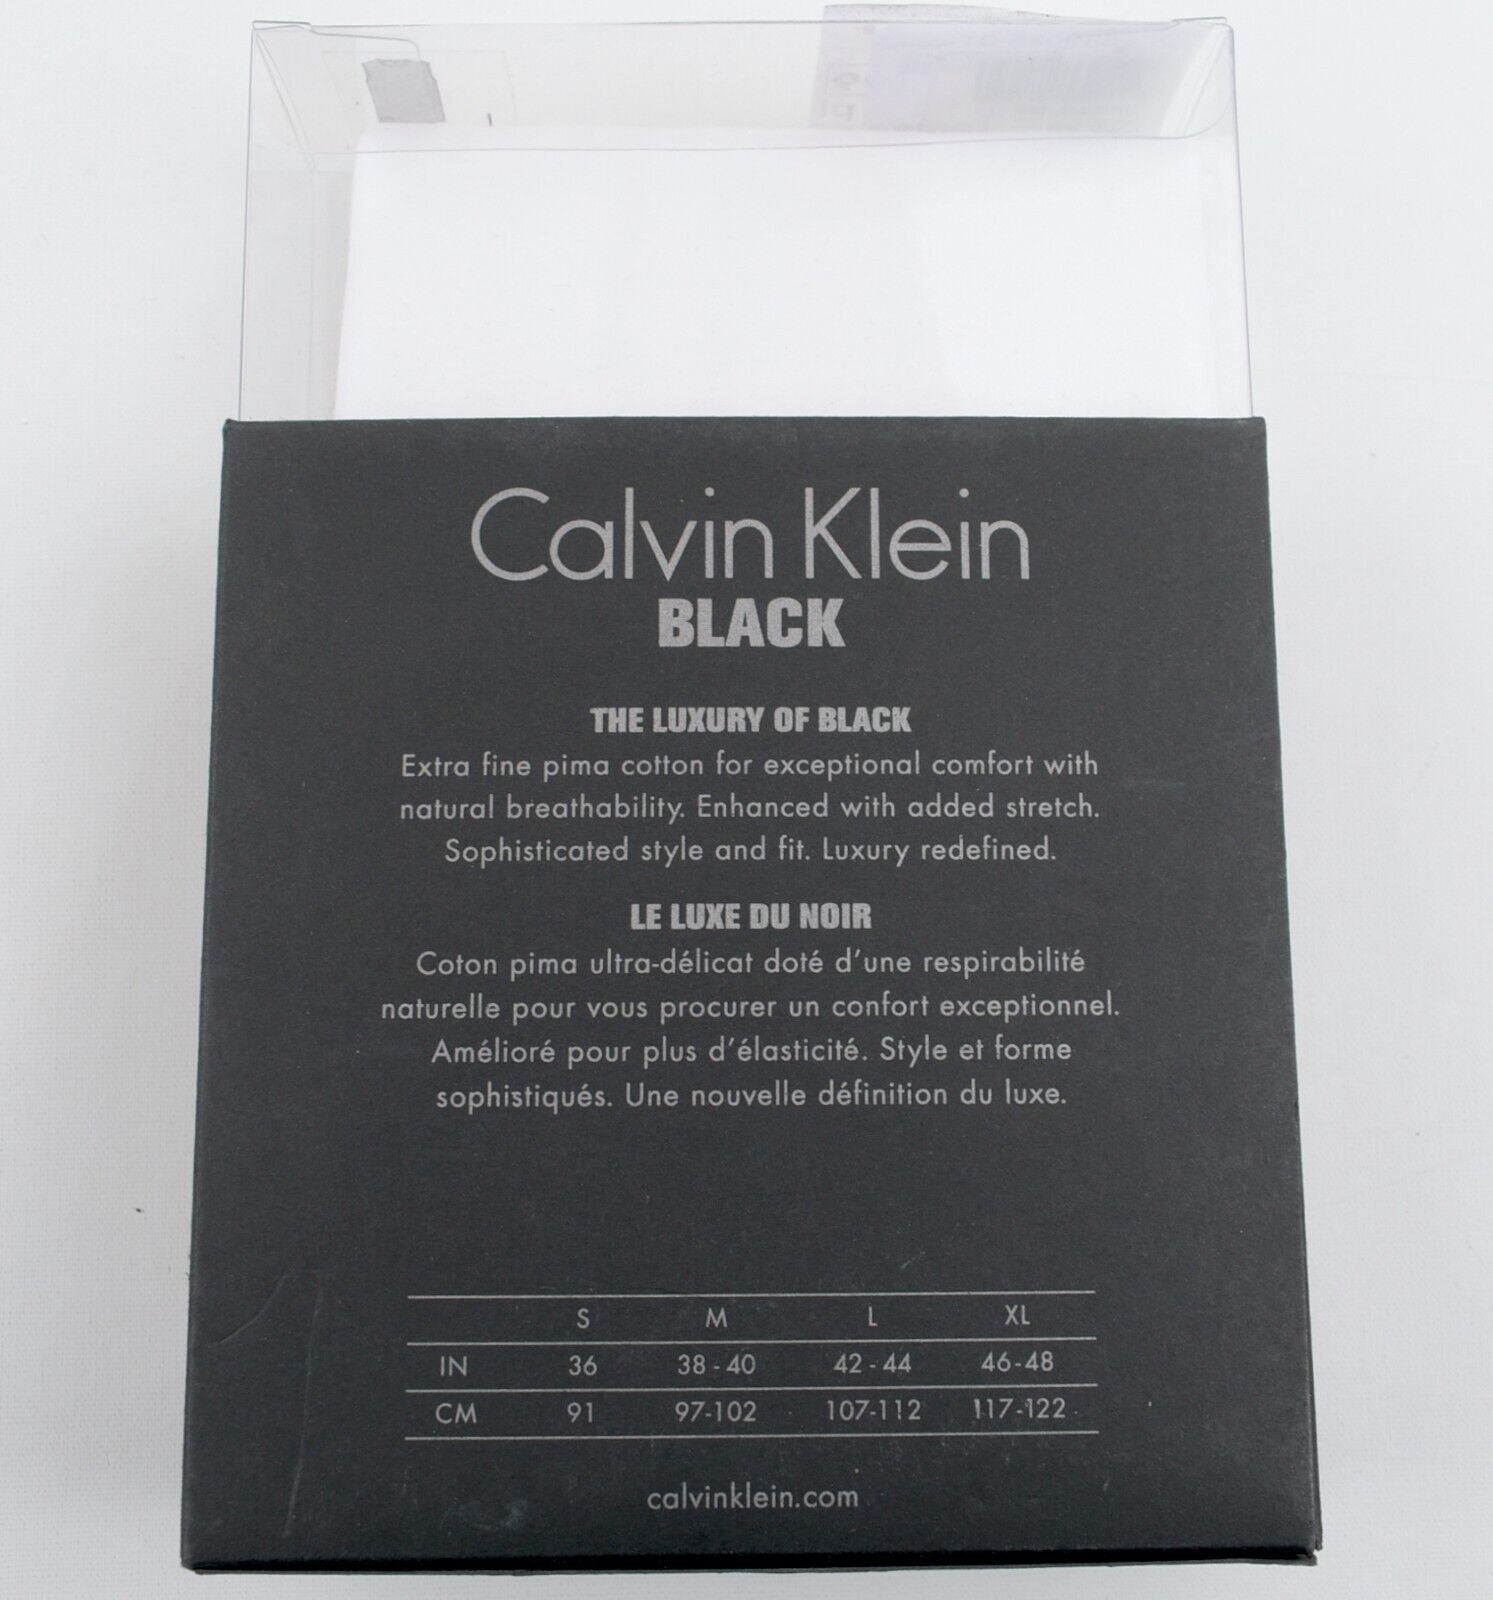 Calvin Klein
BLACK
THE LUXURY OF BLACK
Extra fine pima cotton for exceptional comfort with
natural breathability. Enhanced with added stretch.
Sophisticated style and fit. Luxury redefined.
LE LUXE DU NOIR
Coton pima ultra-délicat doté d'une respirabilité
naturelle pour vous procurer un confort exceptionnel.
Amélioré pour plus d'élasticité. Style et forme
sophistiqués. Une nouvelle définition du luxe.
S M L XL
IN 36 38 - 40 42 - 44 46-48
CM 91 97-102 107-112 117-122
calvinklein.com